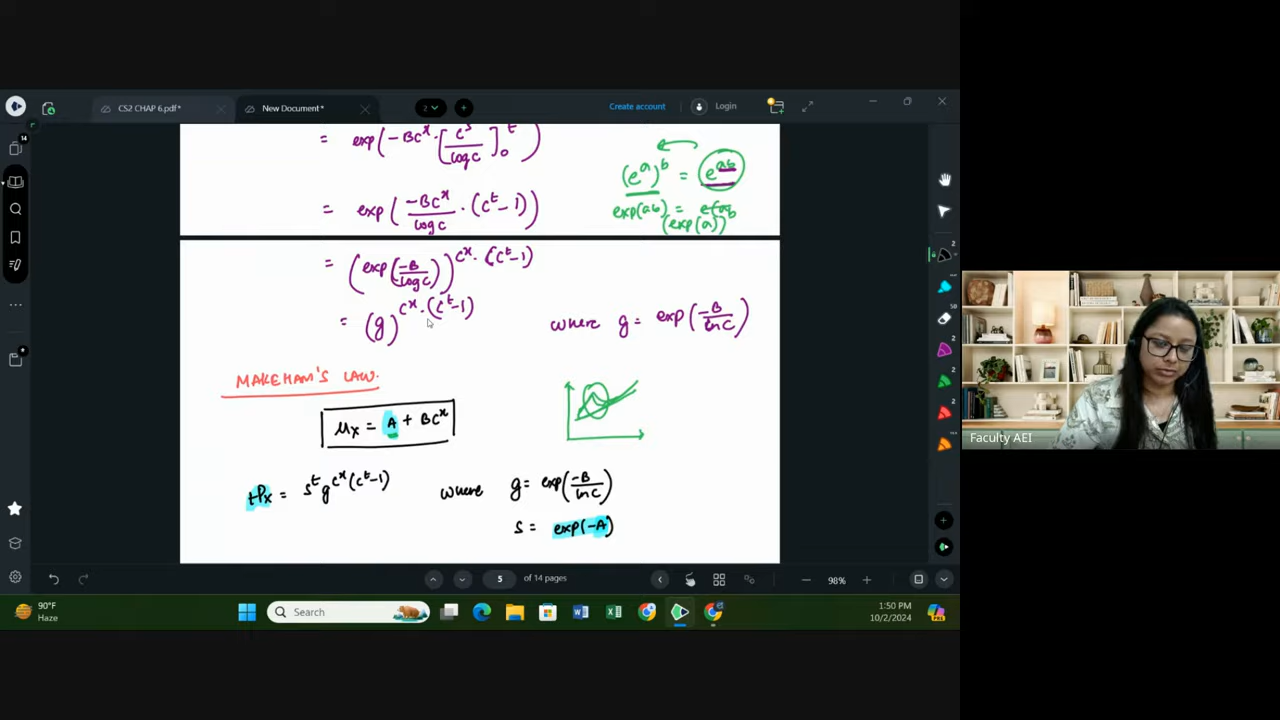 CS2 CHAP 6.pdf*
New Document*
2
Create account
Login
14
= exp(-Bc^x · [c^s/log c]_0^t)
= exp(-Bc^x/log c · (c^t-1))
(e^a)^b = e^ab
exp(ab) =
(exp(a))^b
= (exp(-B/log c))^c^x · (c^t-1)
= (g)^c^x · (c^t-1) where g = exp(-B/ln c)
MAKEHAM'S LAW.
μx = A + Bc^x
tPx = s^t g^c^x(c^t-1) where g = exp(-B/ln c)
s = exp(-A)
Faculty AEI
5 of 14 pages
98%
90°F
Haze
Search
1:50 PM
10/2/2024